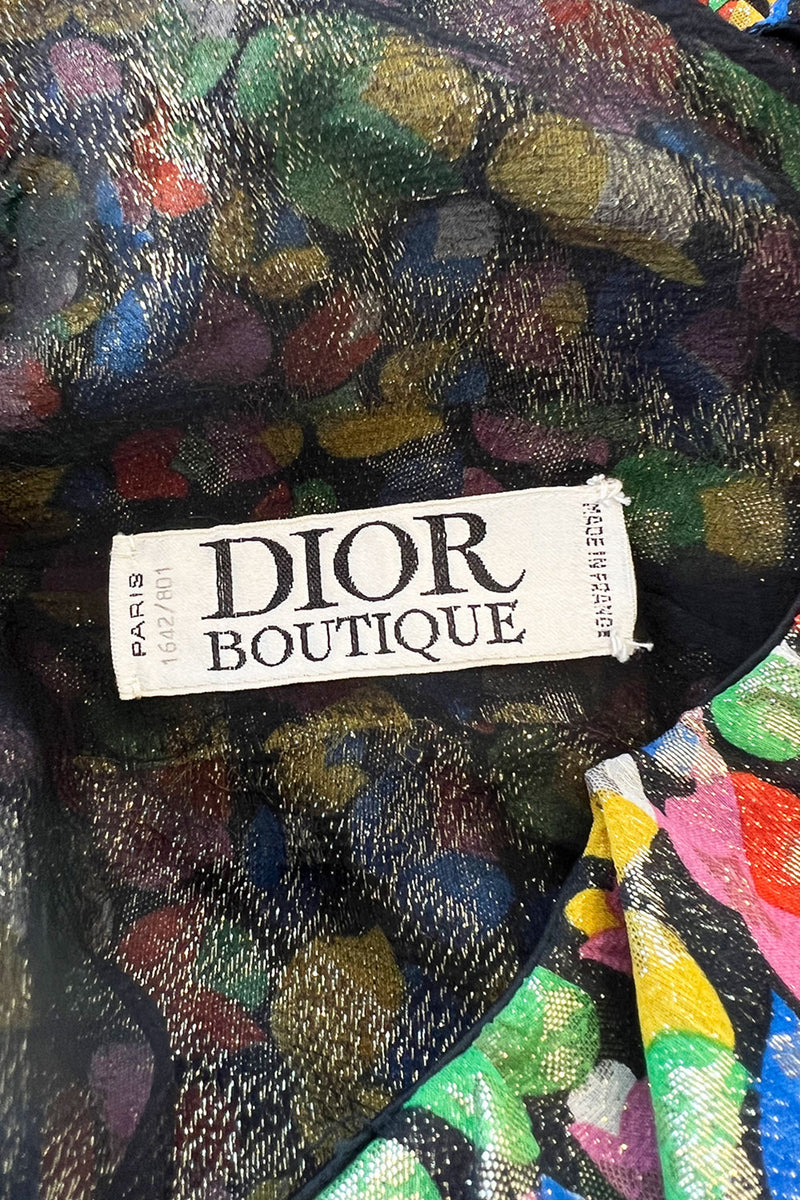 PARIS
1642/801
DIOR
BOUTIQUE
MADE IN FRANCE